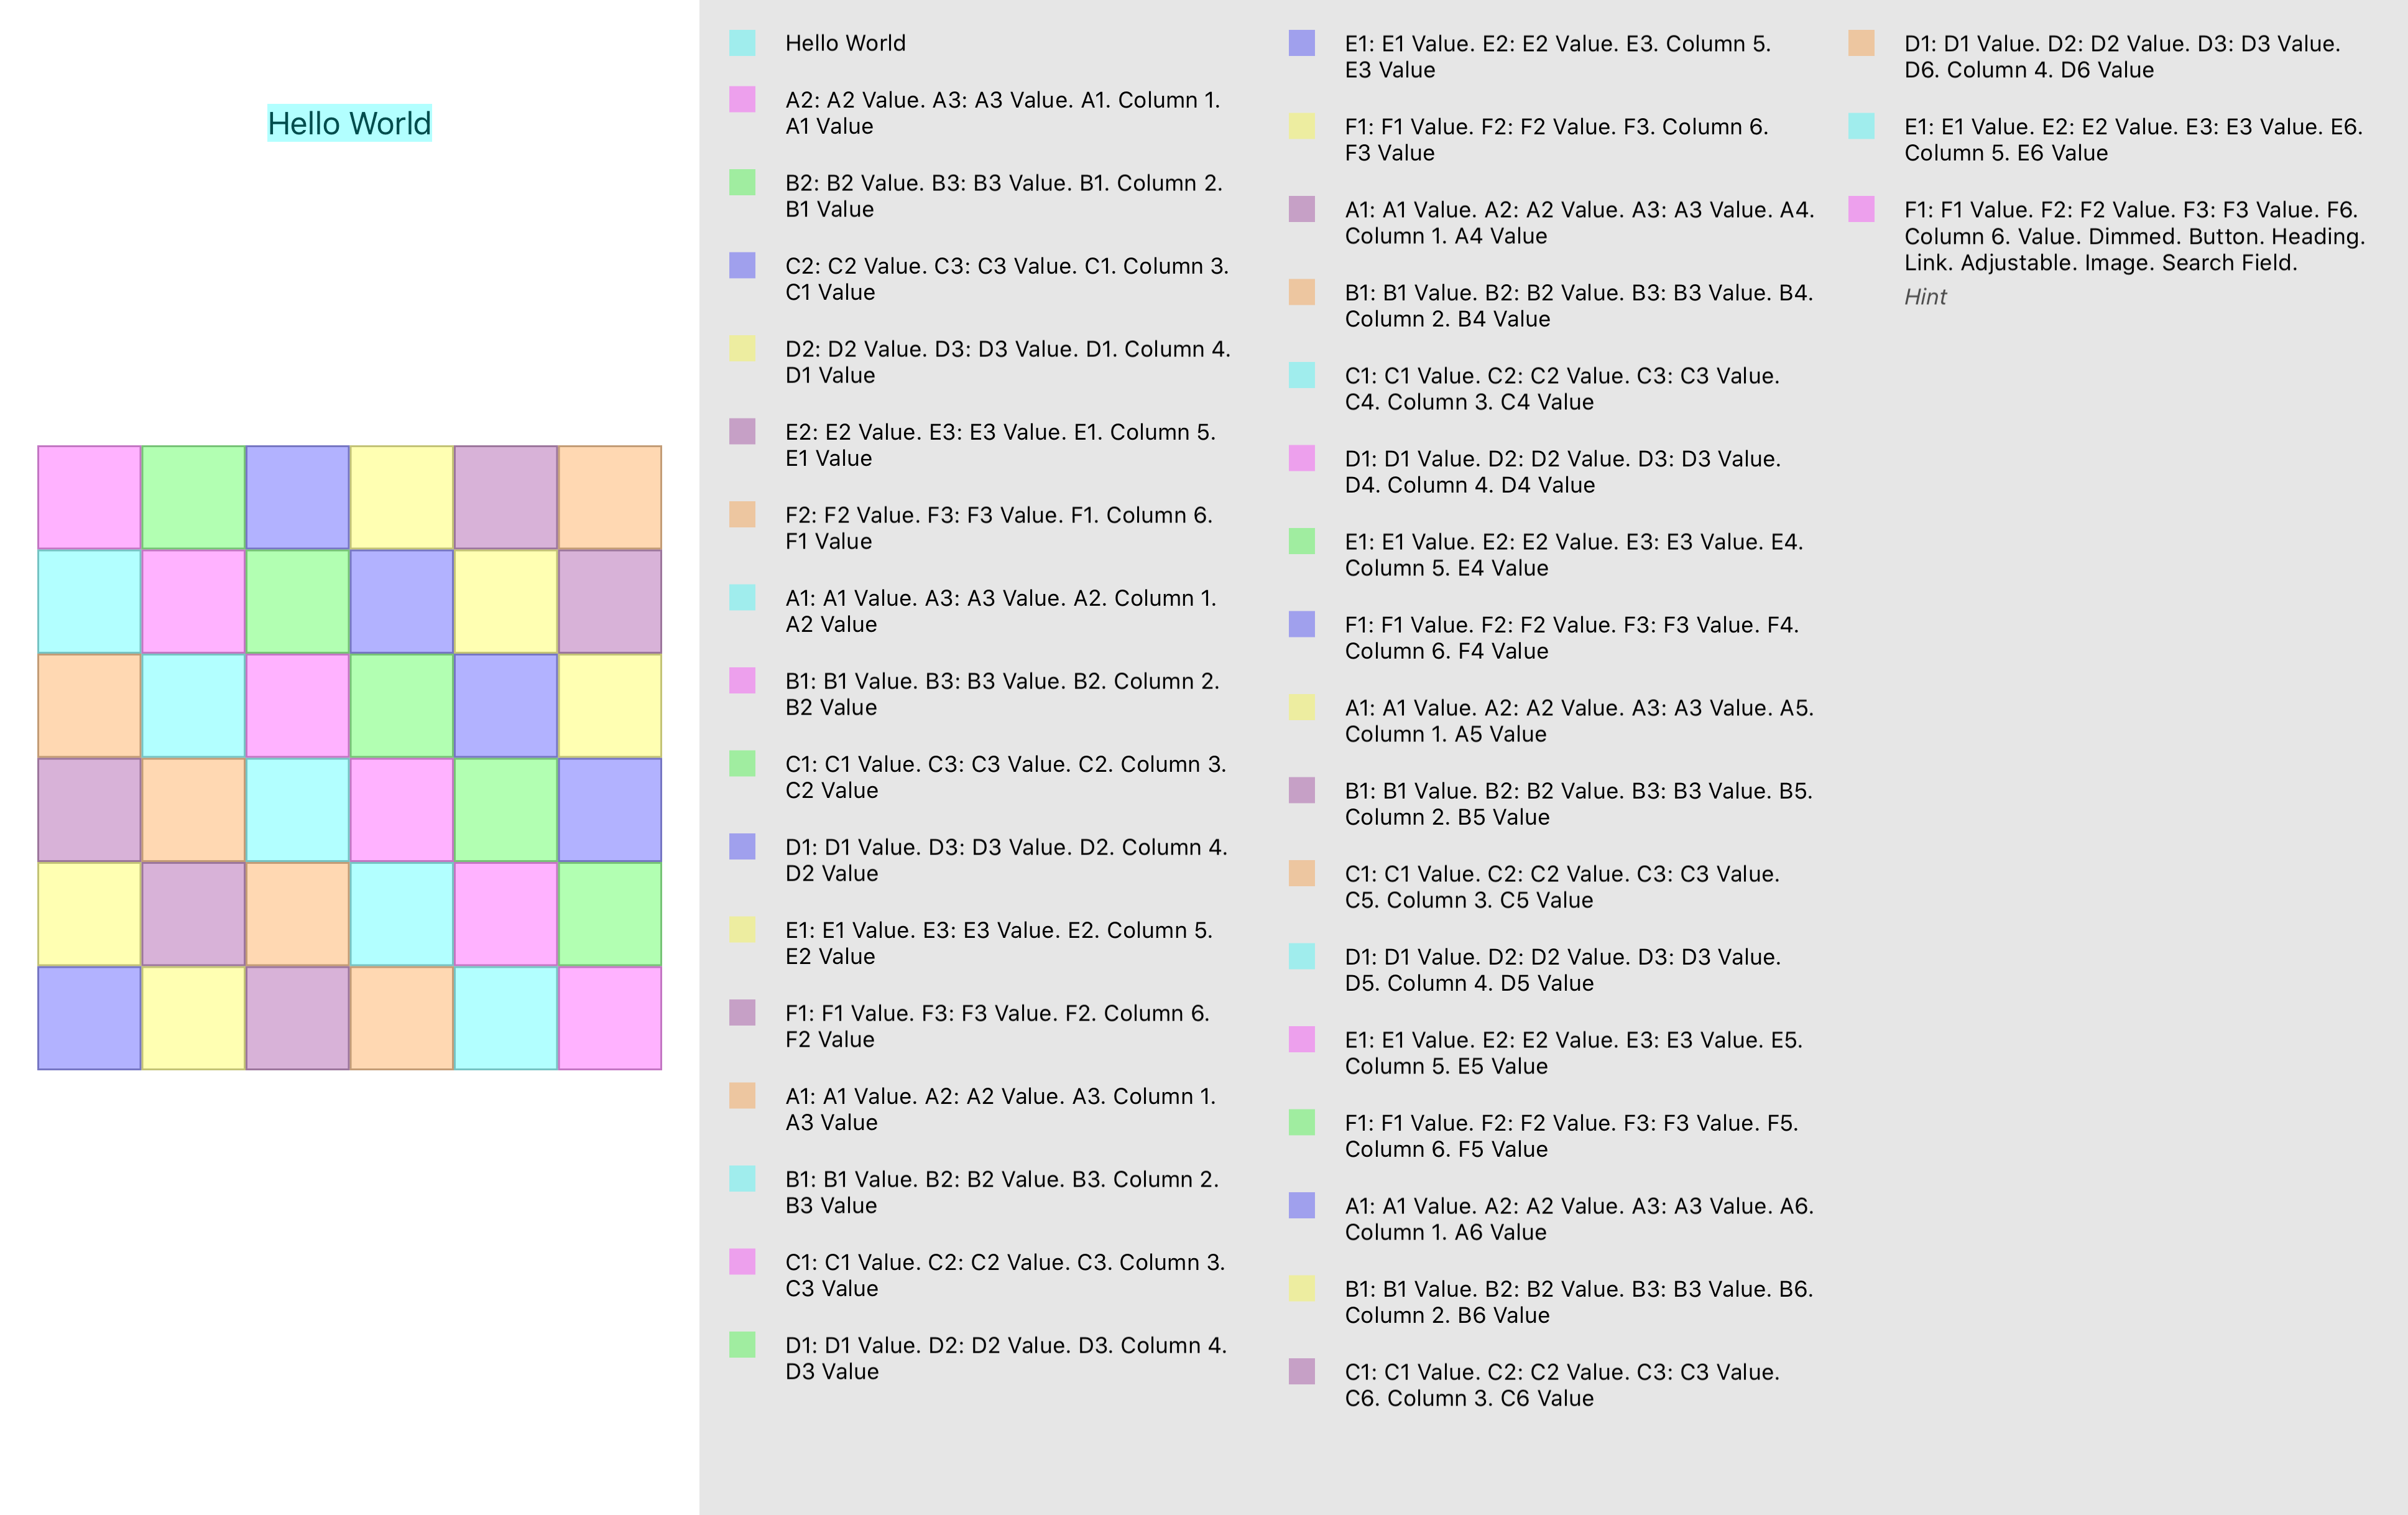 Hello World
Hello World
A2: A2 Value. A3: A3 Value. A1. Column 1.
A1 Value
B2: B2 Value. B3: B3 Value. B1. Column 2.
B1 Value
C2: C2 Value. C3: C3 Value. C1. Column 3.
C1 Value
D2: D2 Value. D3: D3 Value. D1. Column 4.
D1 Value
E2: E2 Value. E3: E3 Value. E1. Column 5.
E1 Value
F2: F2 Value. F3: F3 Value. F1. Column 6.
F1 Value
A1: A1 Value. A3: A3 Value. A2. Column 1.
A2 Value
B1: B1 Value. B3: B3 Value. B2. Column 2.
B2 Value
C1: C1 Value. C3: C3 Value. C2. Column 3.
C2 Value
D1: D1 Value. D3: D3 Value. D2. Column 4.
D2 Value
E1: E1 Value. E3: E3 Value. E2. Column 5.
E2 Value
F1: F1 Value. F3: F3 Value. F2. Column 6.
F2 Value
A1: A1 Value. A2: A2 Value. A3. Column 1.
A3 Value
B1: B1 Value. B2: B2 Value. B3. Column 2.
B3 Value
C1: C1 Value. C2: C2 Value. C3. Column 3.
C3 Value
D1: D1 Value. D2: D2 Value. D3. Column 4.
D3 Value
E1: E1 Value. E2: E2 Value. E3. Column 5.
E3 Value
F1: F1 Value. F2: F2 Value. F3. Column 6.
F3 Value
A1: A1 Value. A2: A2 Value. A3: A3 Value. A4.
Column 1. A4 Value
B1: B1 Value. B2: B2 Value. B3: B3 Value. B4.
Column 2. B4 Value
C1: C1 Value. C2: C2 Value. C3: C3 Value.
C4. Column 3. C4 Value
D1: D1 Value. D2: D2 Value. D3: D3 Value.
D4. Column 4. D4 Value
E1: E1 Value. E2: E2 Value. E3: E3 Value. E4.
Column 5. E4 Value
F1: F1 Value. F2: F2 Value. F3: F3 Value. F4.
Column 6. F4 Value
A1: A1 Value. A2: A2 Value. A3: A3 Value. A5.
Column 1. A5 Value
B1: B1 Value. B2: B2 Value. B3: B3 Value. B5.
Column 2. B5 Value
C1: C1 Value. C2: C2 Value. C3: C3 Value.
C5. Column 3. C5 Value
D1: D1 Value. D2: D2 Value. D3: D3 Value.
D5. Column 4. D5 Value
E1: E1 Value. E2: E2 Value. E3: E3 Value. E5.
Column 5. E5 Value
F1: F1 Value. F2: F2 Value. F3: F3 Value. F5.
Column 6. F5 Value
A1: A1 Value. A2: A2 Value. A3: A3 Value. A6.
Column 1. A6 Value
B1: B1 Value. B2: B2 Value. B3: B3 Value. B6.
Column 2. B6 Value
C1: C1 Value. C2: C2 Value. C3: C3 Value.
C6. Column 3. C6 Value
D1: D1 Value. D2: D2 Value. D3: D3 Value.
D6. Column 4. D6 Value
E1: E1 Value. E2: E2 Value. E3: E3 Value. E6.
Column 5. E6 Value
F1: F1 Value. F2: F2 Value. F3: F3 Value. F6.
Column 6. Value. Dimmed. Button. Heading.
Link. Adjustable. Image. Search Field.
Hint